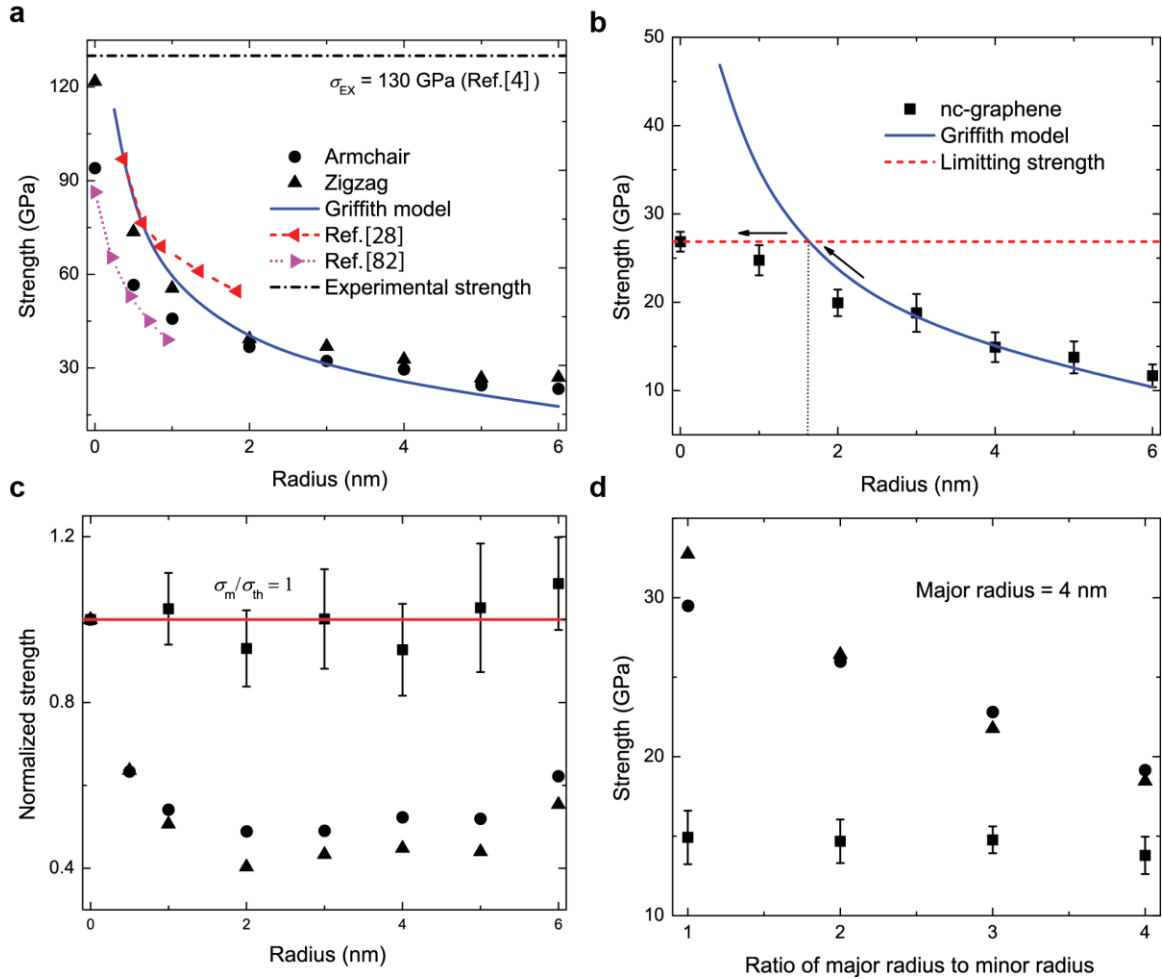 a
σEX = 130 GPa (Ref.[4])
Armchair
Zigzag
Griffith model
Ref.[28]
Ref.[82]
Experimental strength
Strength (GPa)
120
90
60
30
0 2 4 6
Radius (nm)
b
nc-graphene
Griffith model
Limitting strength
Strength (GPa)
50
40
30
20
10
0 1 2 3 4 5 6
Radius (nm)
c
σm/σth = 1
Normalized strength
1.2
0.8
0.4
0 2 4 6
Radius (nm)
d
Major radius = 4 nm
Strength (GPa)
30
20
10
1 2 3 4
Ratio of major radius to minor radius